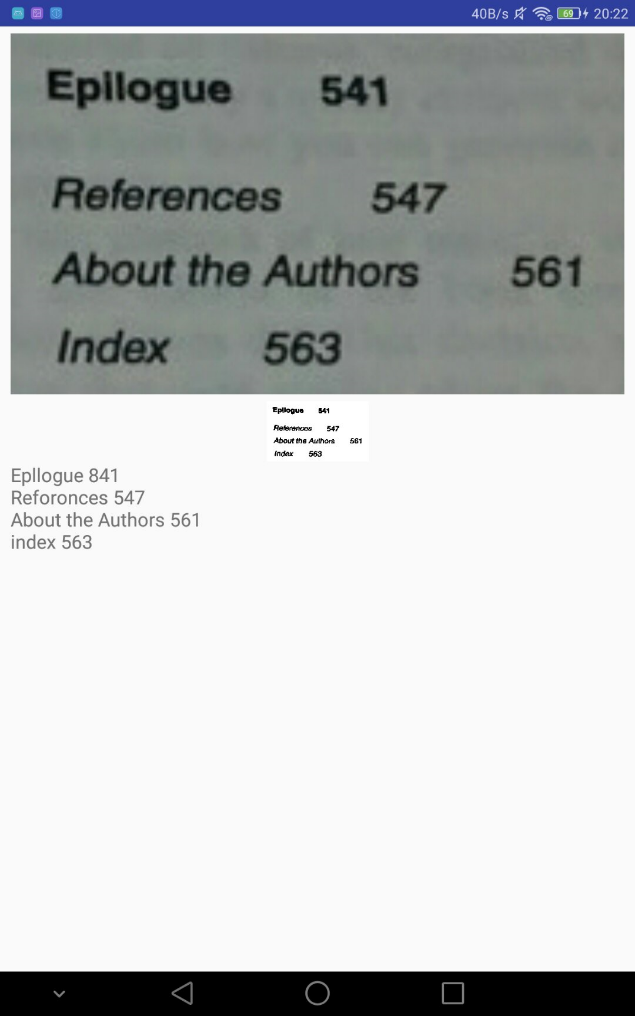 40B/s 69 20:22
Epilogue 541
References 547
About the Authors 561
Index 563
Epilogue 541
References 547
About the Authors 561
Index 563
Epllogue 841
Reforonces 547
About the Authors 561
index 563